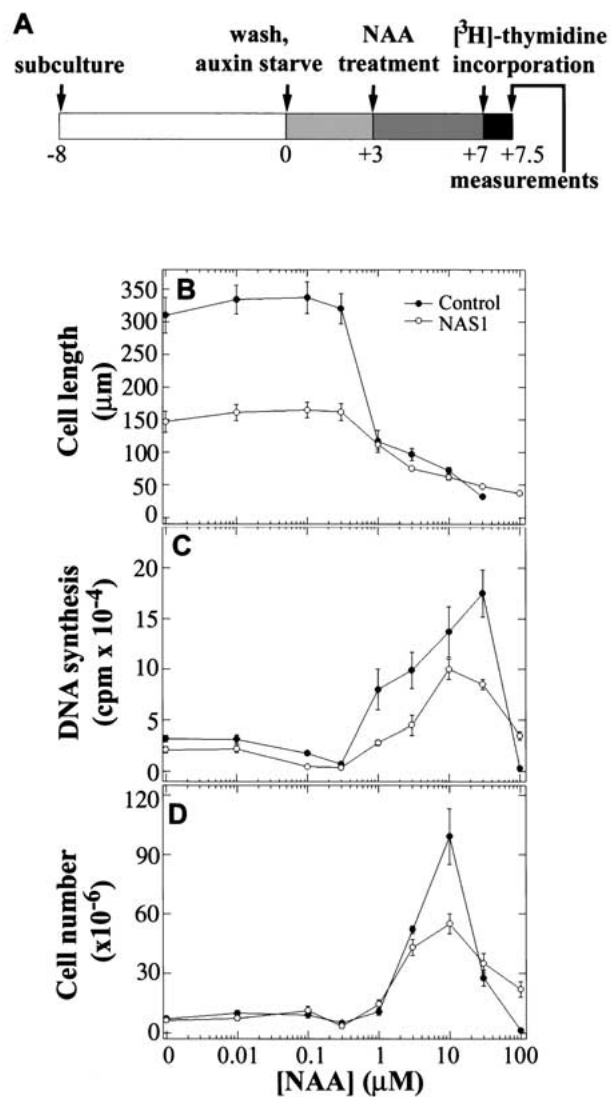 A
wash, NAA [³H]-thymidine
subculture auxin starve treatment incorporation
-8 0 +3 +7 +7.5
measurements
B
Control
NAS1
Cell length
(μm)
350
300
250
200
150
100
50
0
C
DNA synthesis
(cpm x 10⁻⁴)
20
15
10
5
0
D
Cell number
(x10⁻⁶)
120
90
60
30
0
0 0.01 0.1 1 10 100
[NAA] (μM)